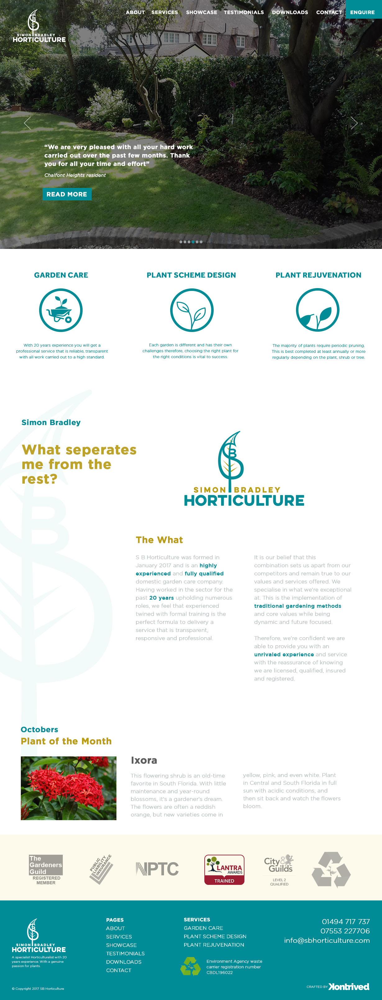 SIMON BRADLEY
HORTICULTURE
ABOUT SERVICES SHOWCASE TESTIMONIALS DOWNLOADS CONTACT ENQUIRE
“We are very pleased with all your hard work
carried out over the past few months. Thank
you for all your time and effort”
Chalfont Heights resident
READ MORE
GARDEN CARE
With 20 years experience you will get a
professional service that is reliable, transparent
with all work carried out to a high standard.
PLANT SCHEME DESIGN
Each garden is different and has their own
challenges therefore, choosing the right plant for
the right conditions is vital to success.
PLANT REJUVENATION
The majority of plants require periodic pruning.
This is best completed at least annually or more
regularly depending on the plant, shrub or tree.
Simon Bradley
What seperates
me from the
rest?
SIMON BRADLEY
HORTICULTURE
The What
S B Horticulture was formed in
January 2017 and is an highly
experienced and fully qualified
domestic garden care company.
Having worked in the sector for the
past 20 years upholding numerous
roles, we feel that experienced
twined with formal training is the
perfect formula to delivery a
service that is transparent,
responsive and professional.
It is our belief that this
combination sets us apart from our
competitors and remain true to our
values and services offered. We
specialise in what we're exceptional
at. This is the implementation of
traditional gardening methods
and core values while being
dynamic and future focused.
Therefore, we're confident we are
able to provide you with an
unrivaled experience and service
with the reassurance of knowing
we are licensed, qualified, insured
and registered.
Octobers
Plant of the Month
Ixora
This flowering shrub is an old-time
favorite in South Florida. With little
maintenance and year-round
blossoms, it's a gardener's dream.
The flowers are often a reddish
orange, but new varieties come in
yellow, pink, and even white. Plant
in Central and South Florida in full
sun with acidic conditions, and
then sit back and watch the flowers
bloom.
The
Gardeners
Guild
REGISTERED
MEMBER
PUBLIC
LIABILITY
INSURANCE
NPTC
LANTRA
AWARDS
TRAINED
City &
Guilds
LEVEL 2
QUALIFIED
SIMON BRADLEY
HORTICULTURE
A specialist Horticulturalist with 20
years experience. With a genuine
passion for plants.
© Copyright 2017 SB Horticulture
PAGES
ABOUT
SERVICES
SHOWCASE
TESTIMONIALS
DOWNLOADS
CONTACT
SERVICES
GARDEN CARE
PLANT SCHEME DESIGN
PLANT REJUVENATION
Environment Agency waste
carrier registration number
CBDL196022
01494 717 737
07553 227706
info@sbhorticulture.com
CRAFTED BY Kontrived